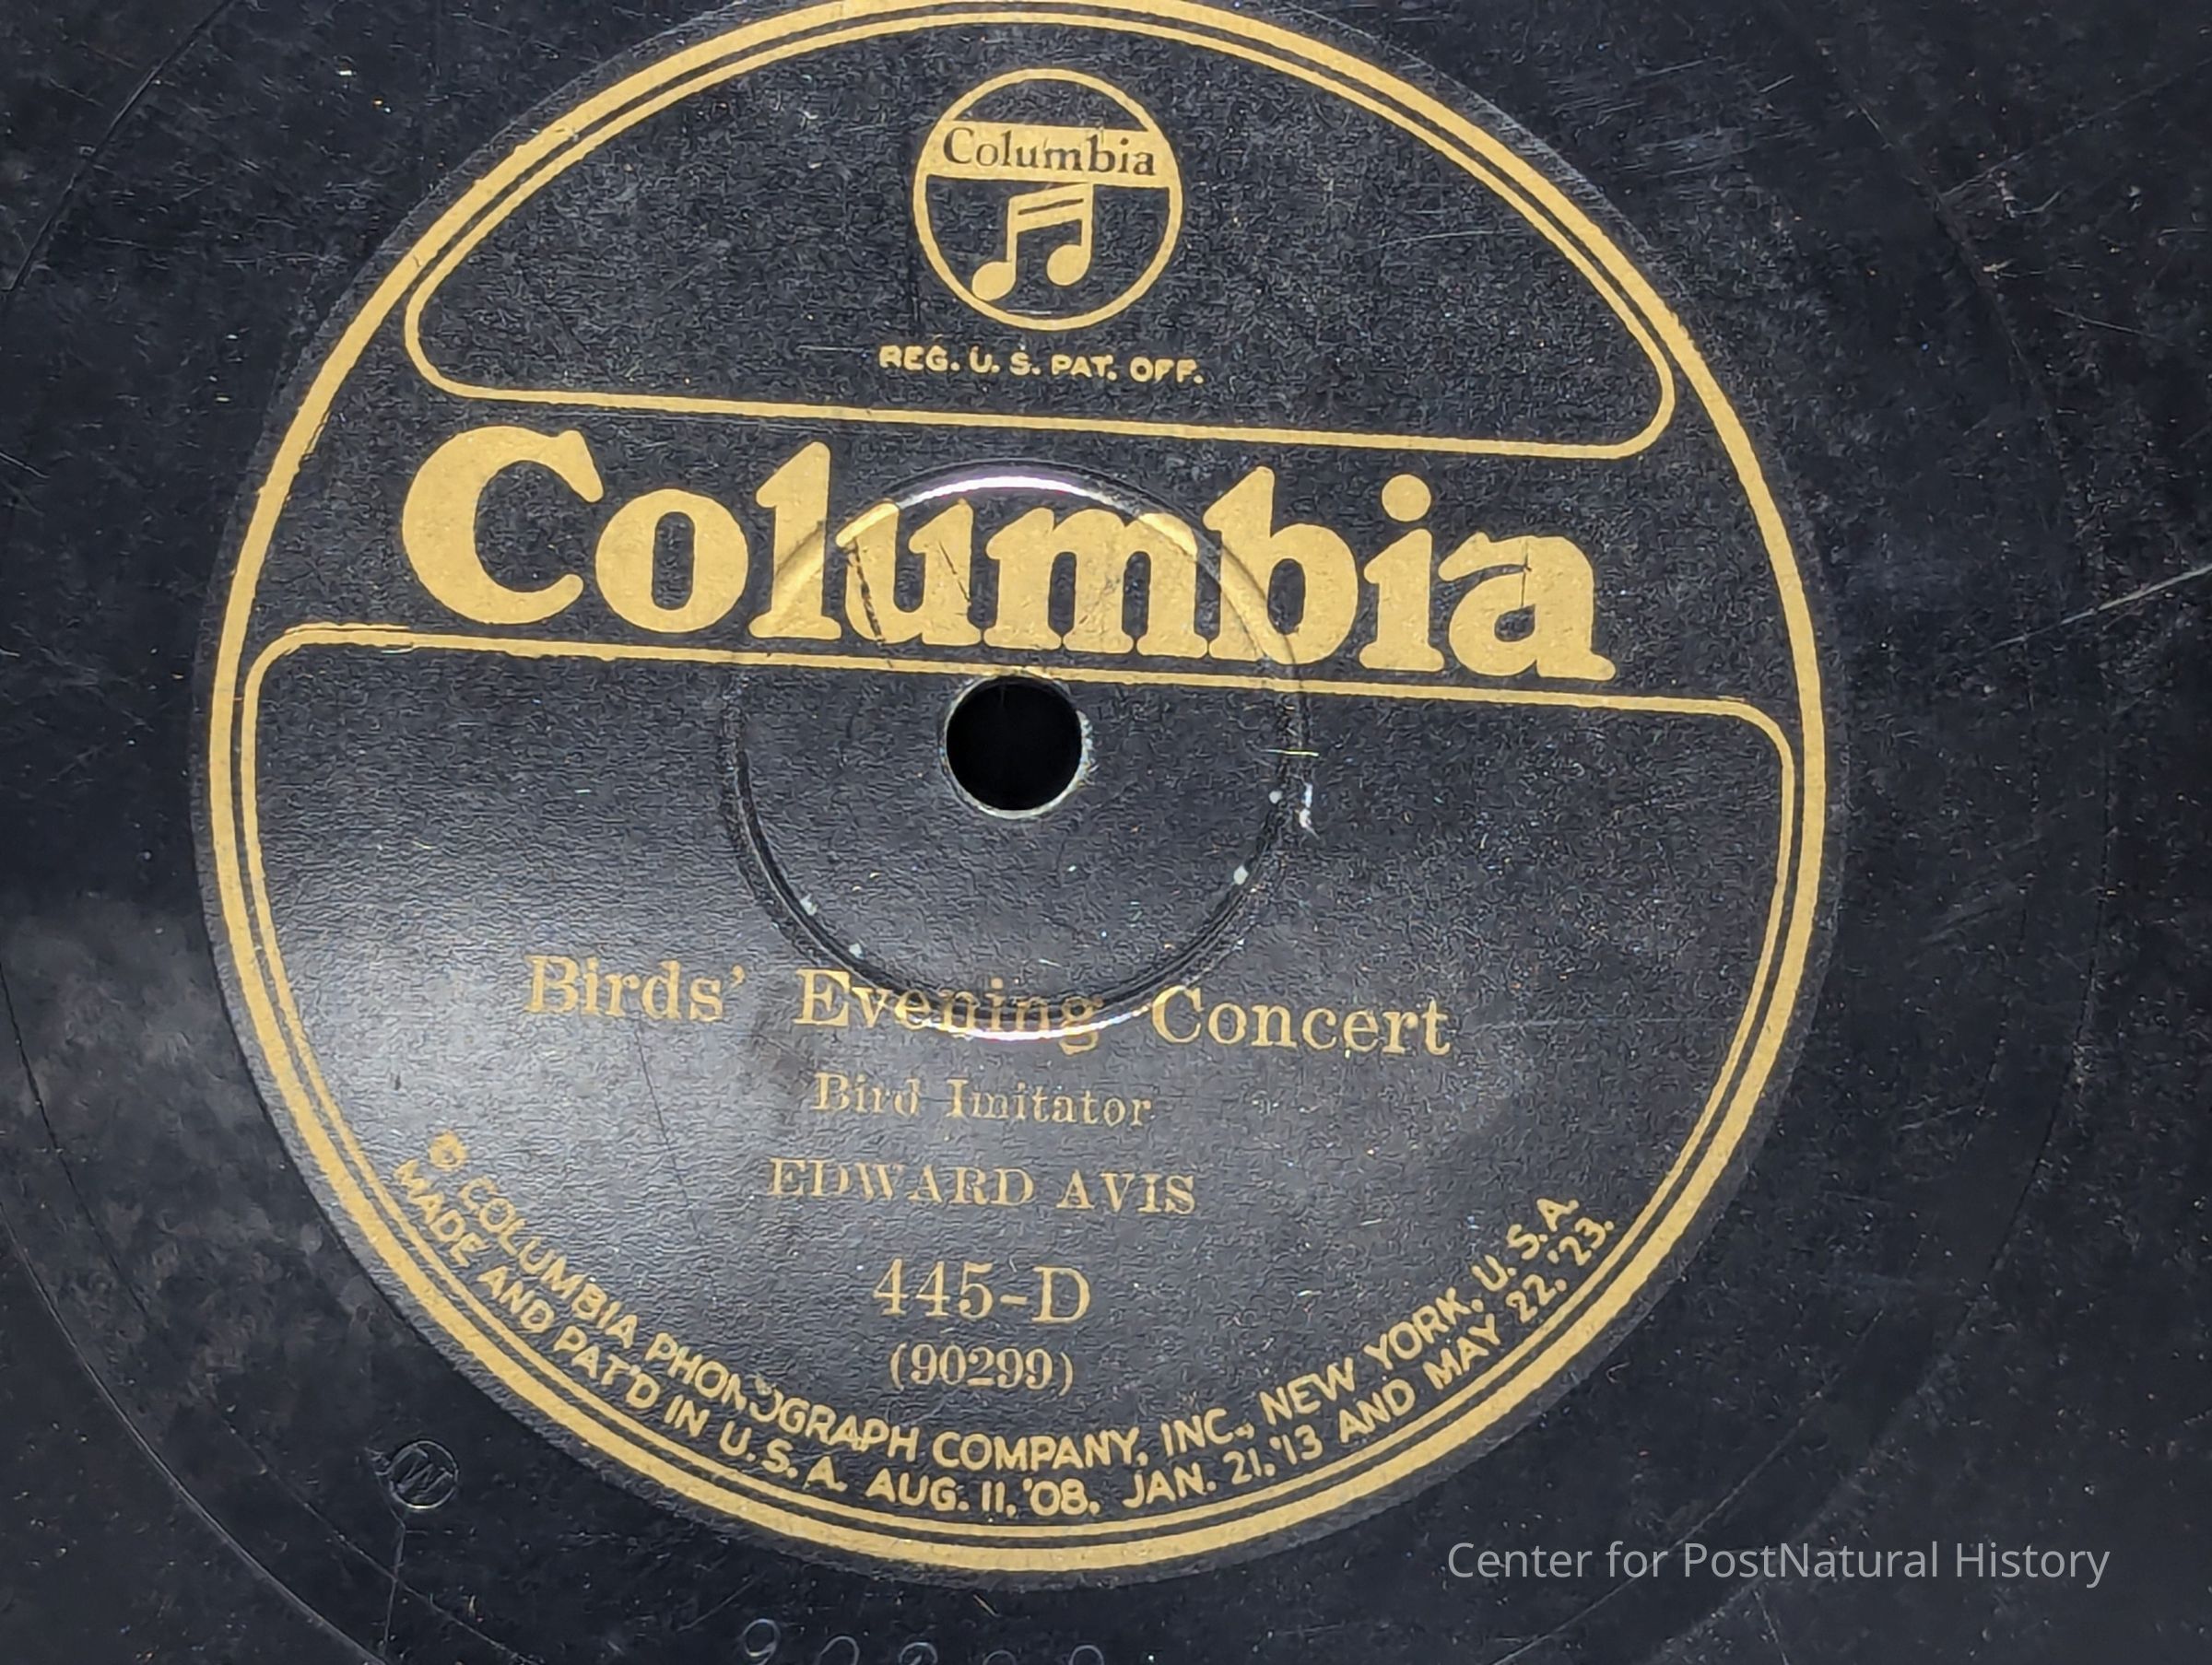 Columbia
REG. U. S. PAT. OFF.
Columbia
Birds' Evening Concert
Bird Imitator
EDWARD AVIS
445-D
(90299)
© COLUMBIA PHONOGRAPH COMPANY, INC., NEW YORK, U. S. A.
MADE AND PAT'D IN U. S. A. AUG. 11, '08. JAN. 21, '13 AND MAY 22, '23.
W
Center for PostNatural History